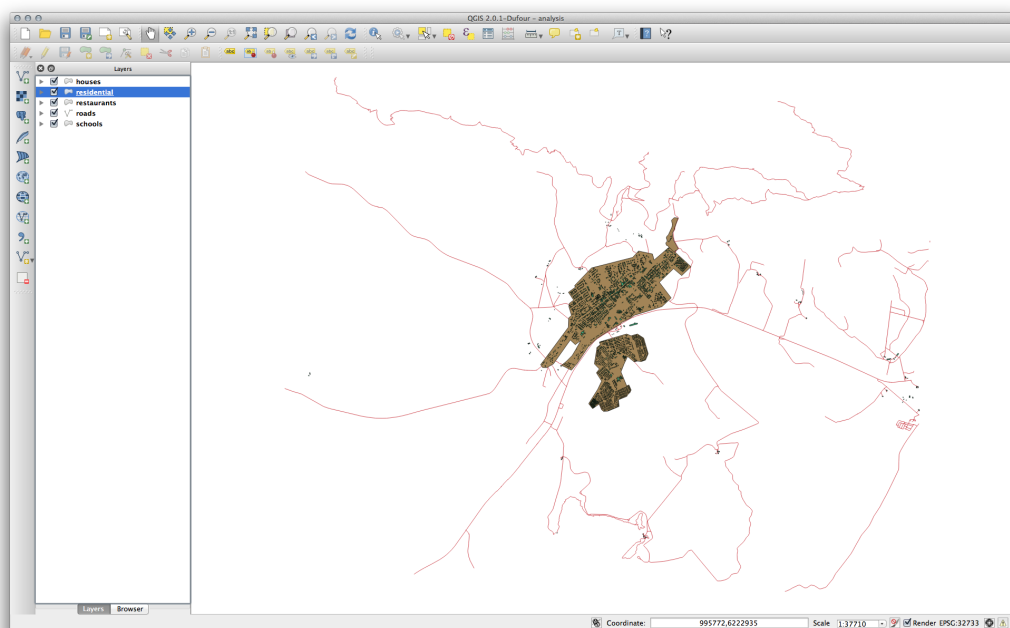 QGIS 2.0.1-Dufour - analysis
Layers
houses
residential
restaurants
roads
schools
Layers Browser
Coordinate: 995772,6222935 Scale 1:37710 Render EPSG:32733